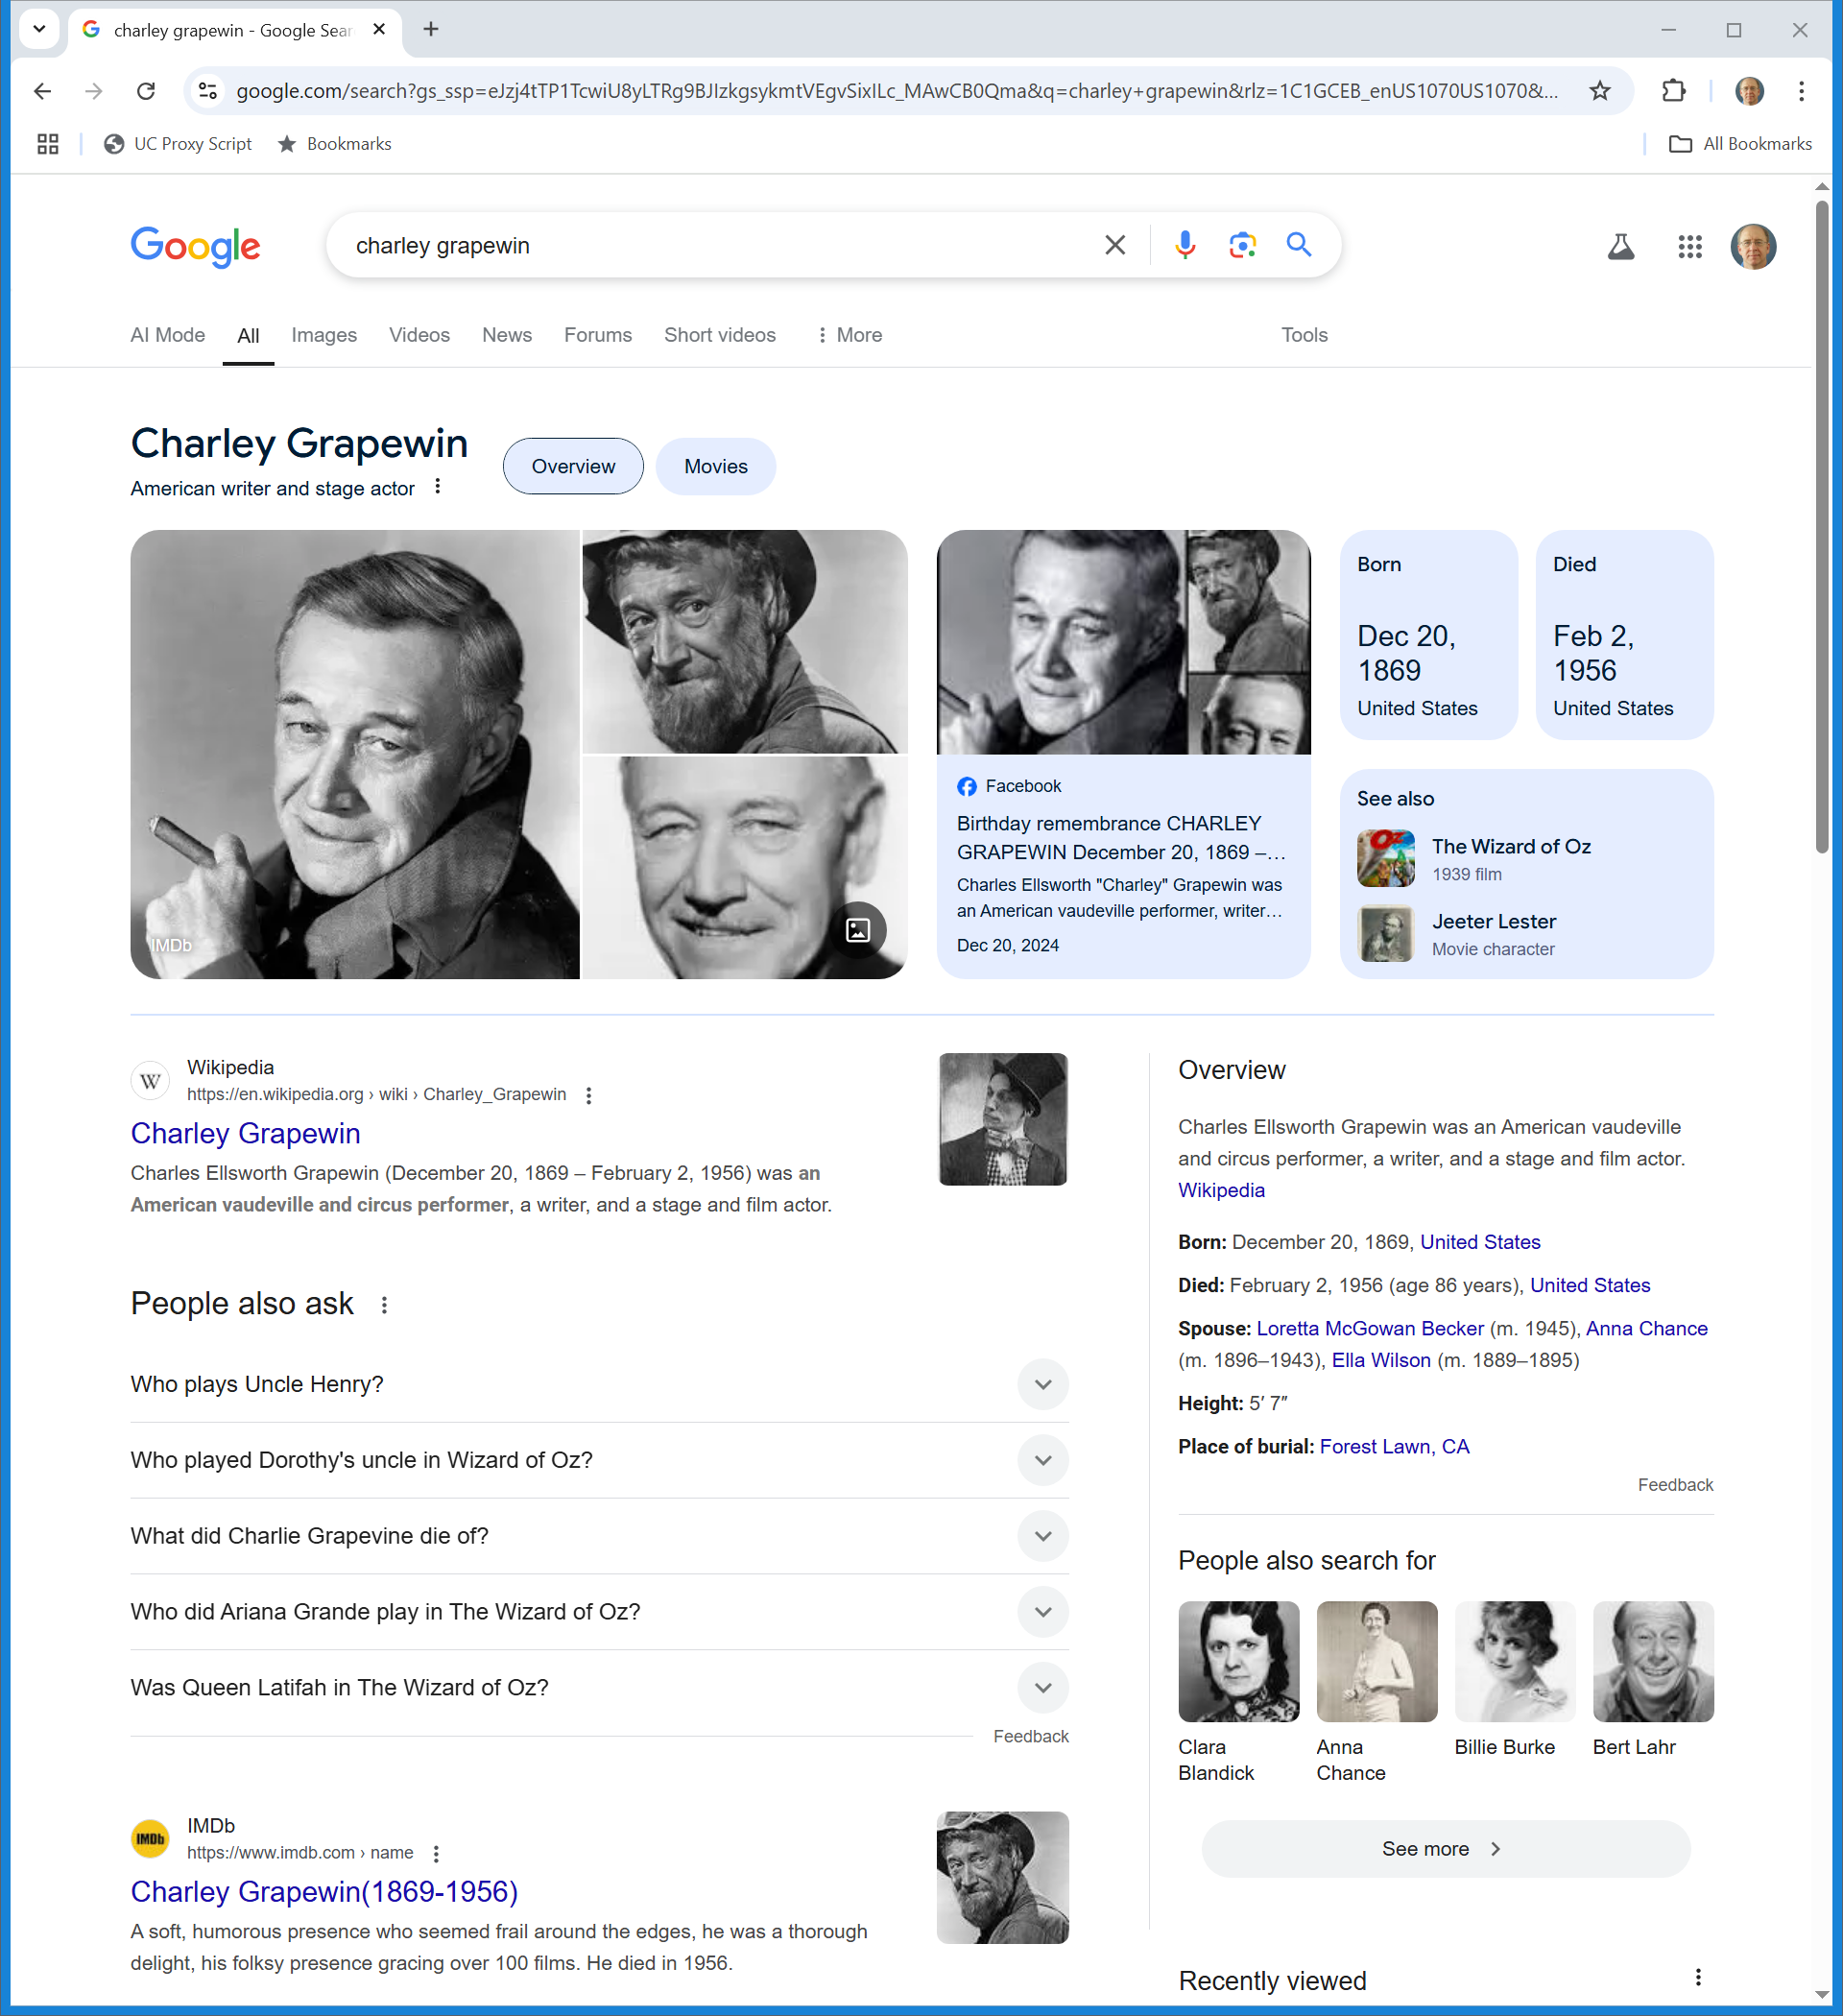 charley grapewin - Google Sear
google.com/search?gs_ssp=eJzj4tTP1TcwiU8yLTRg9BJIzkgsykmtVEgvSixILc_MAwCB0Qma&q=charley+grapewin&rlz=1C1GCEB_enUS1070US1070&...
UC Proxy Script
Bookmarks
All Bookmarks
Google
charley grapewin
AI Mode
All
Images
Videos
News
Forums
Short videos
More
Tools
Charley Grapewin
American writer and stage actor
Overview
Movies
IMDb
Facebook
Birthday remembrance CHARLEY
GRAPEWIN December 20, 1869 –...
Charles Ellsworth "Charley" Grapewin was
an American vaudeville performer, writer...
Dec 20, 2024
Born
Dec 20,
1869
United States
Died
Feb 2,
1956
United States
See also
OZ
The Wizard of Oz
1939 film
Jeeter Lester
Movie character
W
Wikipedia
https://en.wikipedia.org › wiki › Charley_Grapewin
Charley Grapewin
Charles Ellsworth Grapewin (December 20, 1869 – February 2, 1956) was an
American vaudeville and circus performer, a writer, and a stage and film actor.
People also ask
Who plays Uncle Henry?
Who played Dorothy's uncle in Wizard of Oz?
What did Charlie Grapevine die of?
Who did Ariana Grande play in The Wizard of Oz?
Was Queen Latifah in The Wizard of Oz?
Feedback
IMDb
IMDb
https://www.imdb.com › name
Charley Grapewin(1869-1956)
A soft, humorous presence who seemed frail around the edges, he was a thorough
delight, his folksy presence gracing over 100 films. He died in 1956.
Overview
Charles Ellsworth Grapewin was an American vaudeville
and circus performer, a writer, and a stage and film actor.
Wikipedia
Born: December 20, 1869, United States
Died: February 2, 1956 (age 86 years), United States
Spouse: Loretta McGowan Becker (m. 1945), Anna Chance
(m. 1896–1943), Ella Wilson (m. 1889–1895)
Height: 5′ 7″
Place of burial: Forest Lawn, CA
Feedback
People also search for
Clara
Blandick
Anna
Chance
Billie Burke
Bert Lahr
See more
Recently viewed